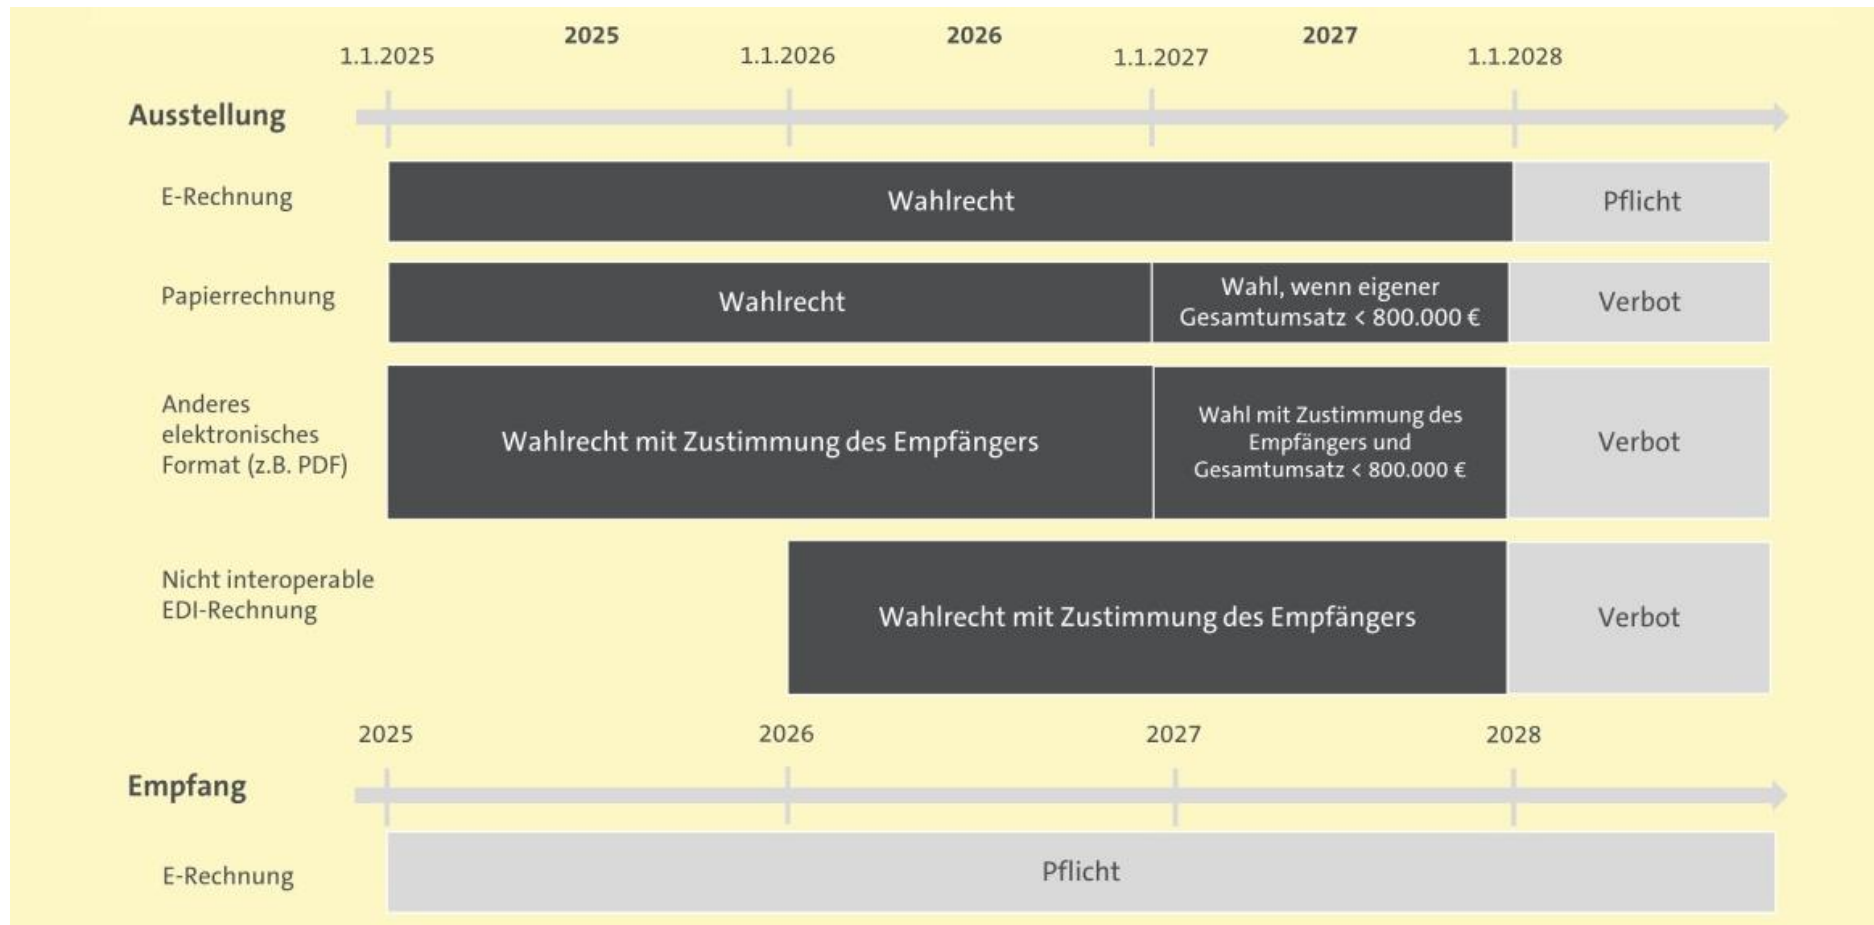 2025 2026 2027
1.1.2025 1.1.2026 1.1.2027 1.1.2028
Ausstellung
E-Rechnung
Wahlrecht
Pflicht
Papierrechnung
Wahlrecht
Wahl, wenn eigener
Gesamtumsatz < 800.000 €
Verbot
Anderes
elektronisches
Format (z.B. PDF)
Wahlrecht mit Zustimmung des Empfängers
Wahl mit Zustimmung des
Empfängers und
Gesamtumsatz < 800.000 €
Verbot
Nicht interoperable
EDI-Rechnung
Wahlrecht mit Zustimmung des Empfängers
Verbot
2025 2026 2027 2028
Empfang
E-Rechnung
Pflicht